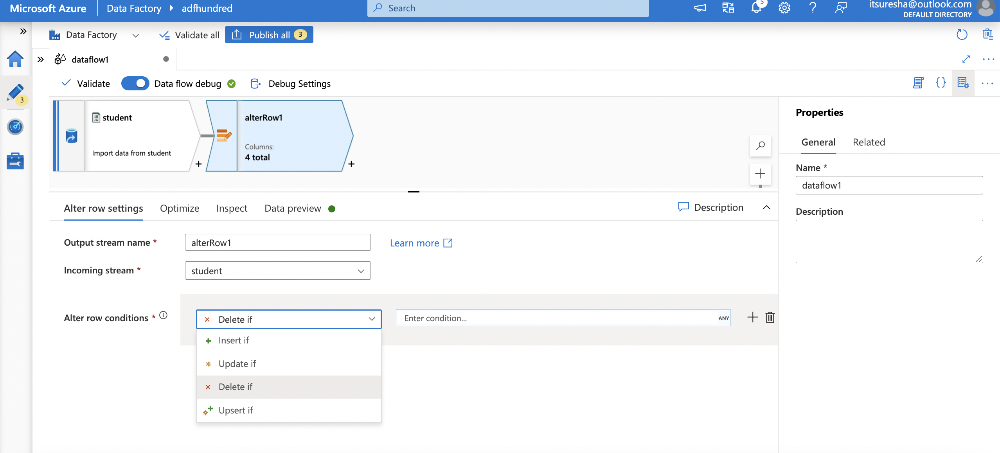 Microsoft Azure Data Factory adfhundred Search 5 itsuresha@outlook.com
DEFAULT DIRECTORY
Data Factory Validate all Publish all 3
dataflow1
Validate Data flow debug Debug Settings
3
student
Import data from student
alterRow1
Columns:
4 total
Alter row settings Optimize Inspect Data preview Description
Output stream name * alterRow1 Learn more
Incoming stream * student
Alter row conditions * Delete if Enter condition... ANY
Insert if
Update if
Delete if
Upsert if
Properties
General Related
Name *
dataflow1
Description